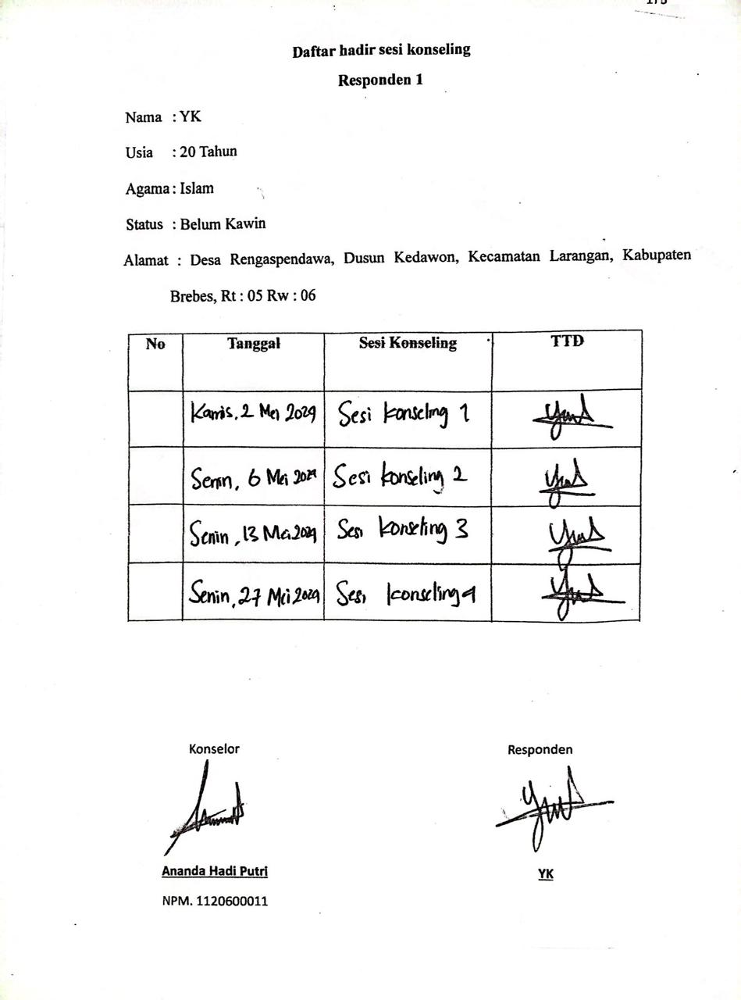 Daftar hadir sesi konseling
Responden 1
Nama : YK
Usia : 20 Tahun
Agama : Islam
Status : Belum Kawin
Alamat : Desa Rengaspendawa, Dusun Kedawon, Kecamatan Larangan, Kabupaten
Brebes, Rt : 05 Rw : 06
No Tanggal Sesi Konseling TTD
Kamis, 2 Mei 2024 Sesi konseling 1
Senin, 6 Mei 2024 Sesi konseling 2
Senin, 13 Mei 2024 Sesi konseling 3
Senin, 27 Mei 2024 Sesi konseling 4
Konselor Responden
Ananda Hadi Putri YK
NPM. 1120600011